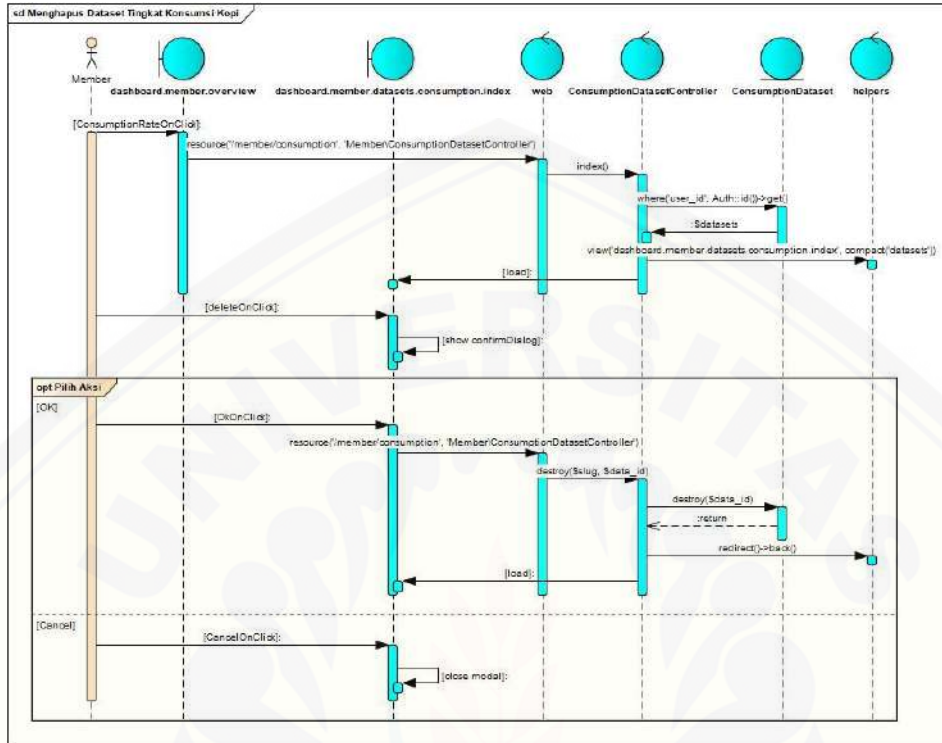 sd Menghapus Dataset Tingkat Konsumsi Kopi
Member
dashboard.member.overview
dashboard.member.datasets.consumption.index
web
ConsumptionDatasetController
ConsumptionDataset
helpers
[ConsumptionRateOnClick]:
resource('/member/consumption', 'Member\ConsumptionDatasetController')
index()
where('user_id', Auth::id())->get()
:$datasets
view('dashboard.member.datasets.consumption.index', compact('datasets'))
[load]:
[deleteOnClick]:
[show confirmDialog]:
opt Pilih Aksi
[OK]
[OkOnClick]:
resource('/member/consumption', 'Member\ConsumptionDatasetController')
destroy($slug, $data_id)
destroy($data_id)
:return
redirect()->back()
[load]:
[Cancel]
[CancelOnClick]:
[close modal]:
UNIVERSITAS